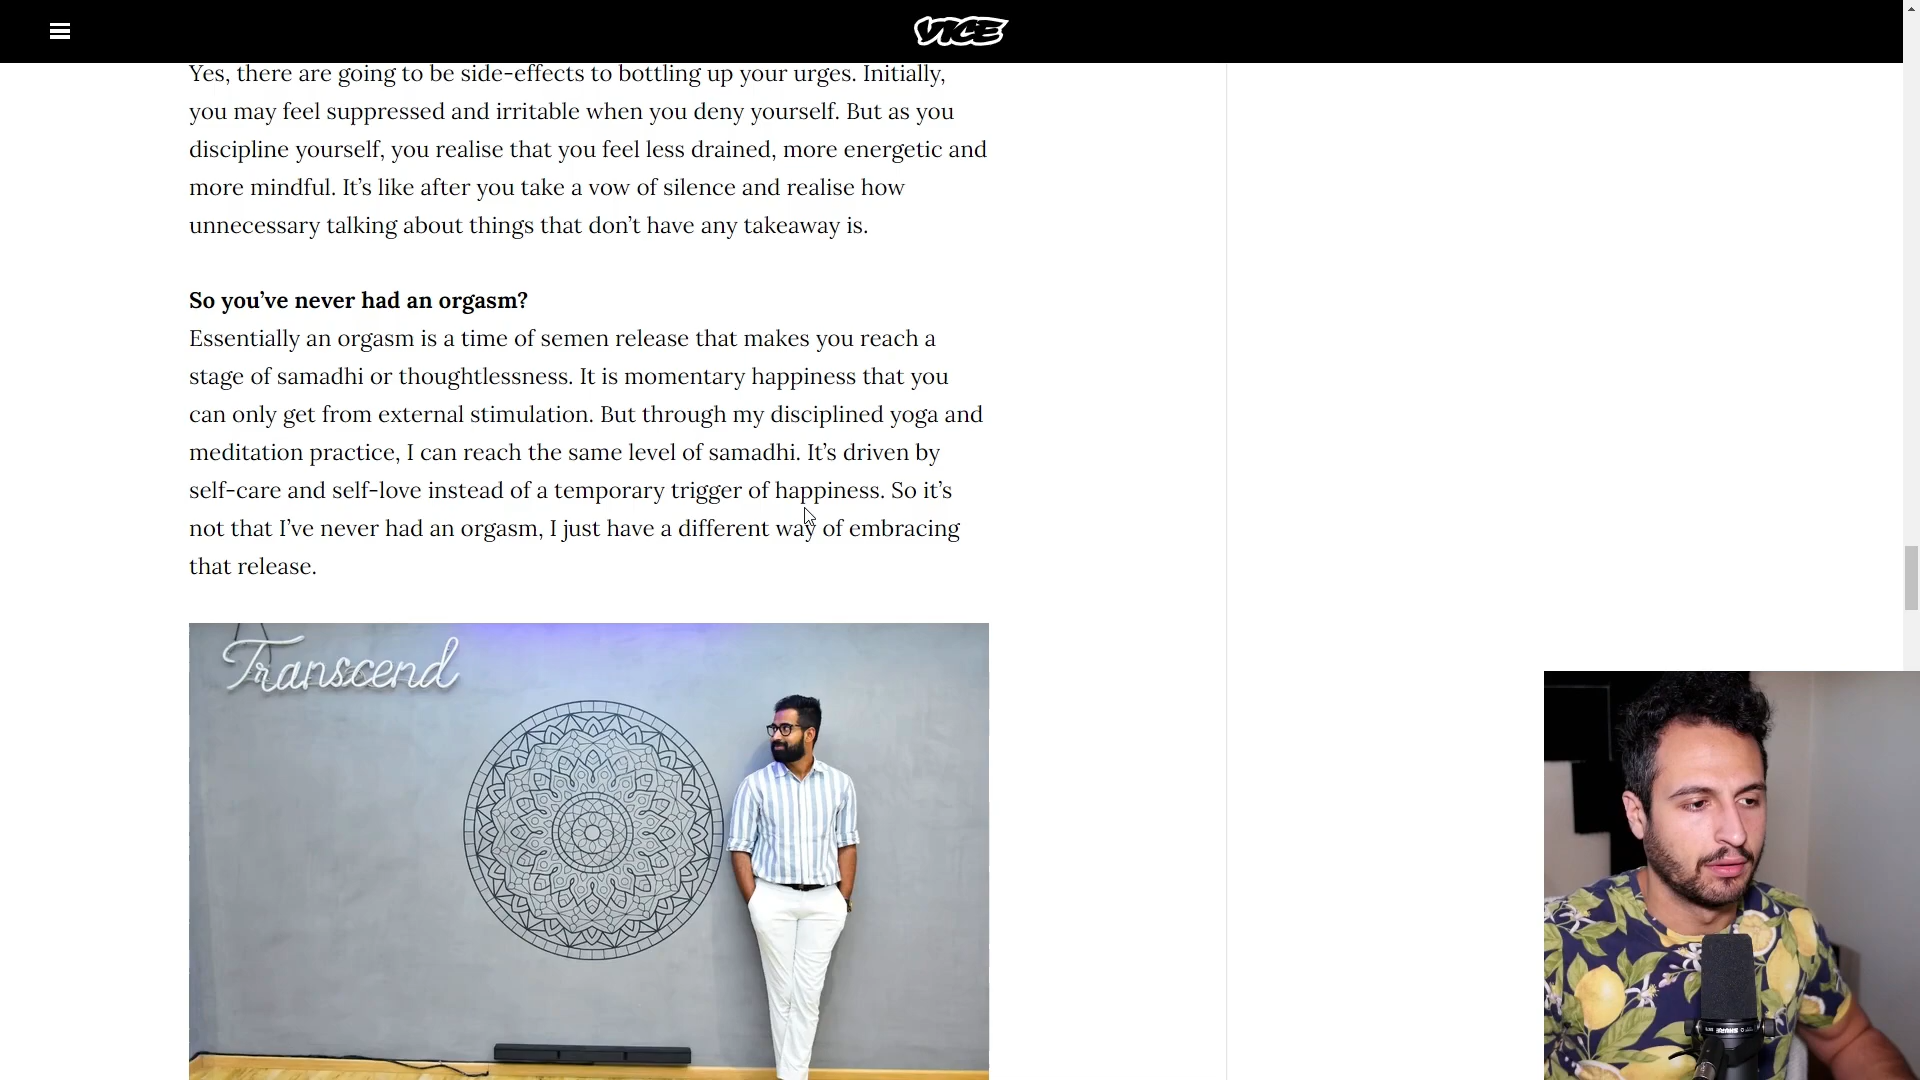 VICE
Yes, there are going to be side-effects to bottling up your urges. Initially,
you may feel suppressed and irritable when you deny yourself. But as you
discipline yourself, you realise that you feel less drained, more energetic and
more mindful. It’s like after you take a vow of silence and realise how
unnecessary talking about things that don’t have any takeaway is.
So you’ve never had an orgasm?
Essentially an orgasm is a time of semen release that makes you reach a
stage of samadhi or thoughtlessness. It is momentary happiness that you
can only get from external stimulation. But through my disciplined yoga and
meditation practice, I can reach the same level of samadhi. It’s driven by
self-care and self-love instead of a temporary trigger of happiness. So it’s
not that I’ve never had an orgasm, I just have a different way of embracing
that release.
Transcend